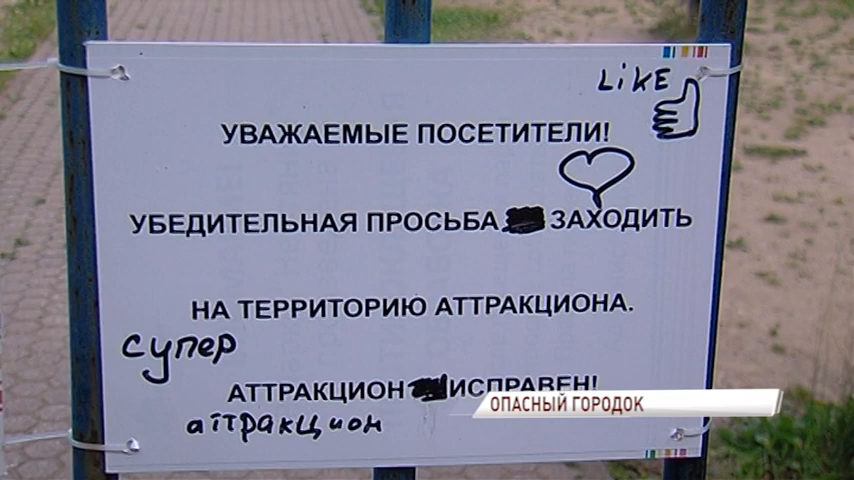 LIKE
УВАЖАЕМЫЕ ПОСЕТИТЕЛИ!
УБЕДИТЕЛЬНАЯ ПРОСЬБА ЗАХОДИТЬ
НА ТЕРРИТОРИЮ АТТРАКЦИОНА.
супер
АТТРАКЦИОН ИСПРАВЕН!
аттракцион
ОПАСНЫЙ ГОРОДОК